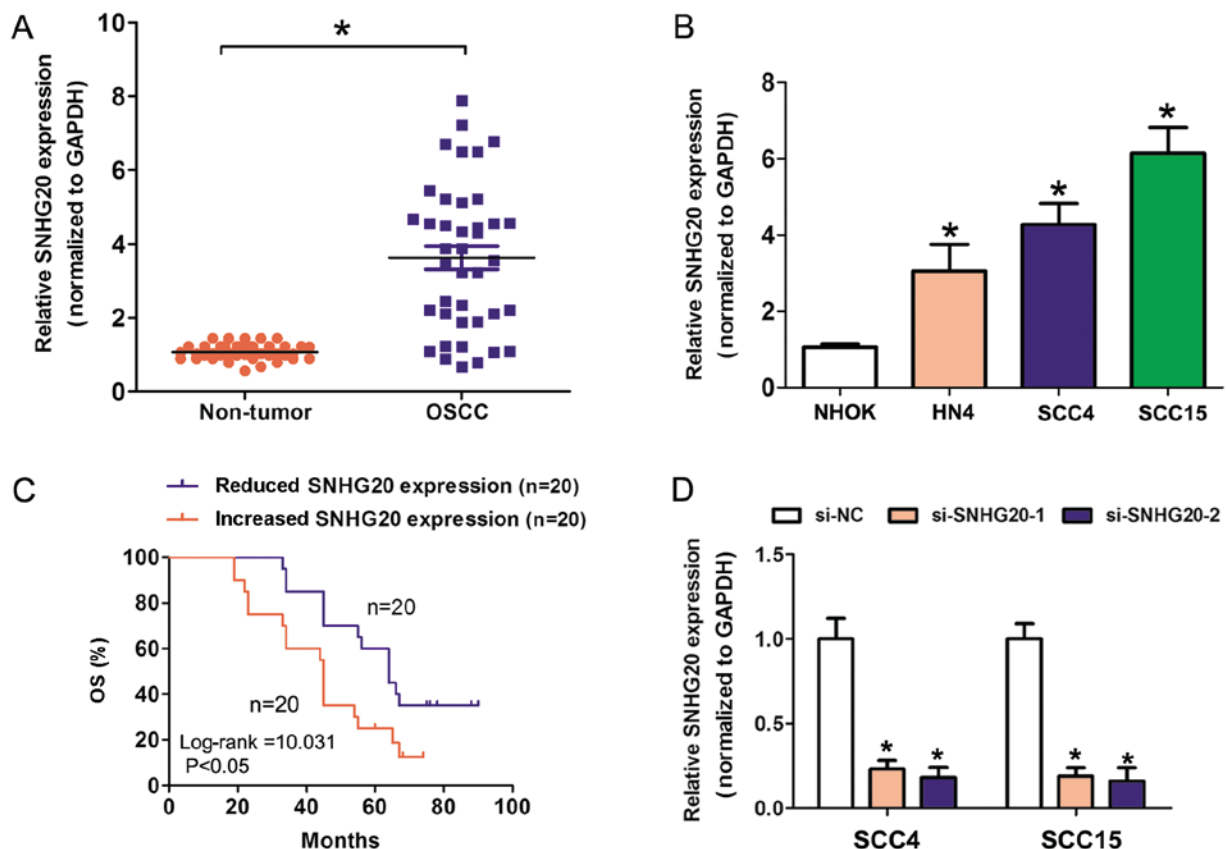 A
Relative SNHG20 expression
(normalized to GAPDH)
10
8
6
4
2
0
*
Non-tumor
OSCC
B
Relative SNHG20 expression
(normalized to GAPDH)
8
6
4
2
0
*
*
*
NHOK
HN4
SCC4
SCC15
C
Reduced SNHG20 expression (n=20)
Increased SNHG20 expression (n=20)
OS (%)
100
80
60
40
20
0
n=20
n=20
Log-rank =10.031
P<0.05
0
20
40
60
80
100
Months
D
si-NC
si-SNHG20-1
si-SNHG20-2
Relative SNHG20 expression
(normalized to GAPDH)
1.5
1.0
0.5
0.0
*
*
*
*
SCC4
SCC15